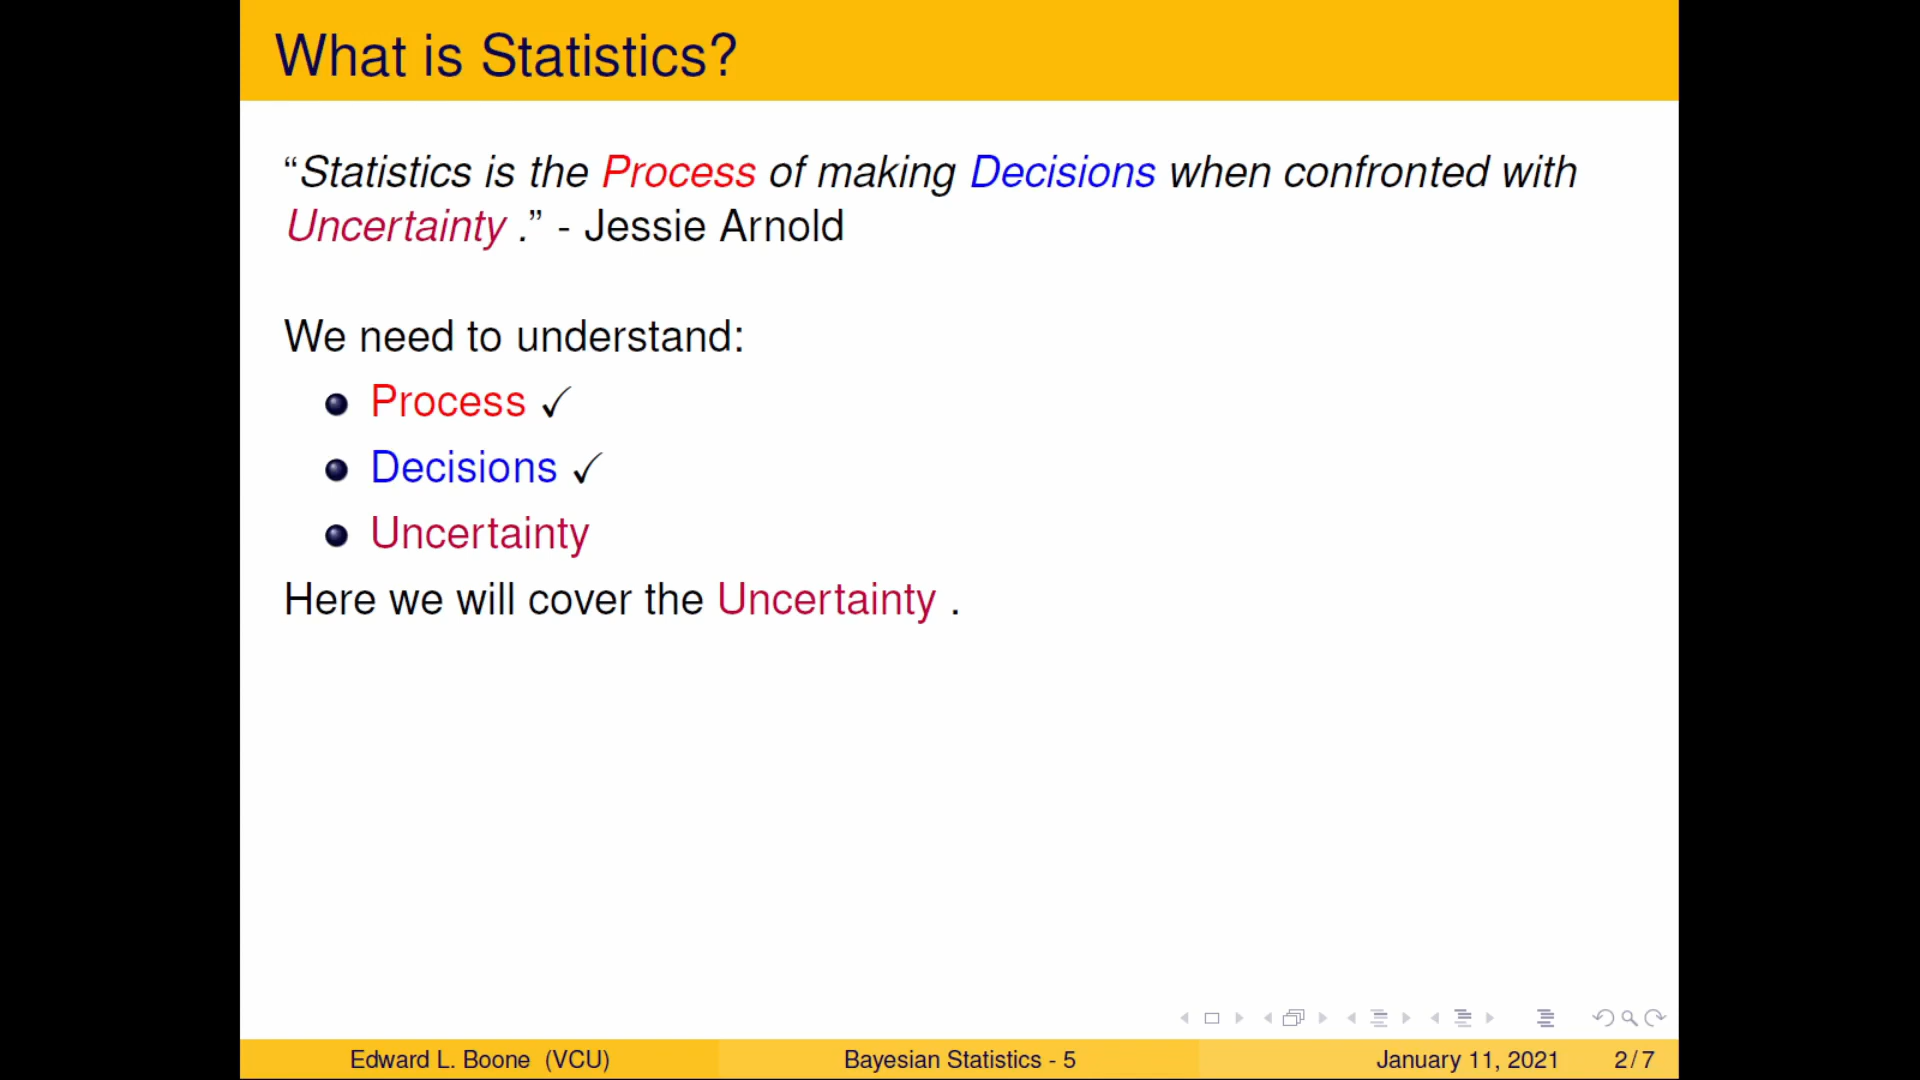 What is Statistics?
“Statistics is the Process of making Decisions when confronted with
Uncertainty .” - Jessie Arnold
We need to understand:
Process ✓
Decisions ✓
Uncertainty
Here we will cover the Uncertainty .
Edward L. Boone (VCU) Bayesian Statistics - 5 January 11, 2021 2 / 7